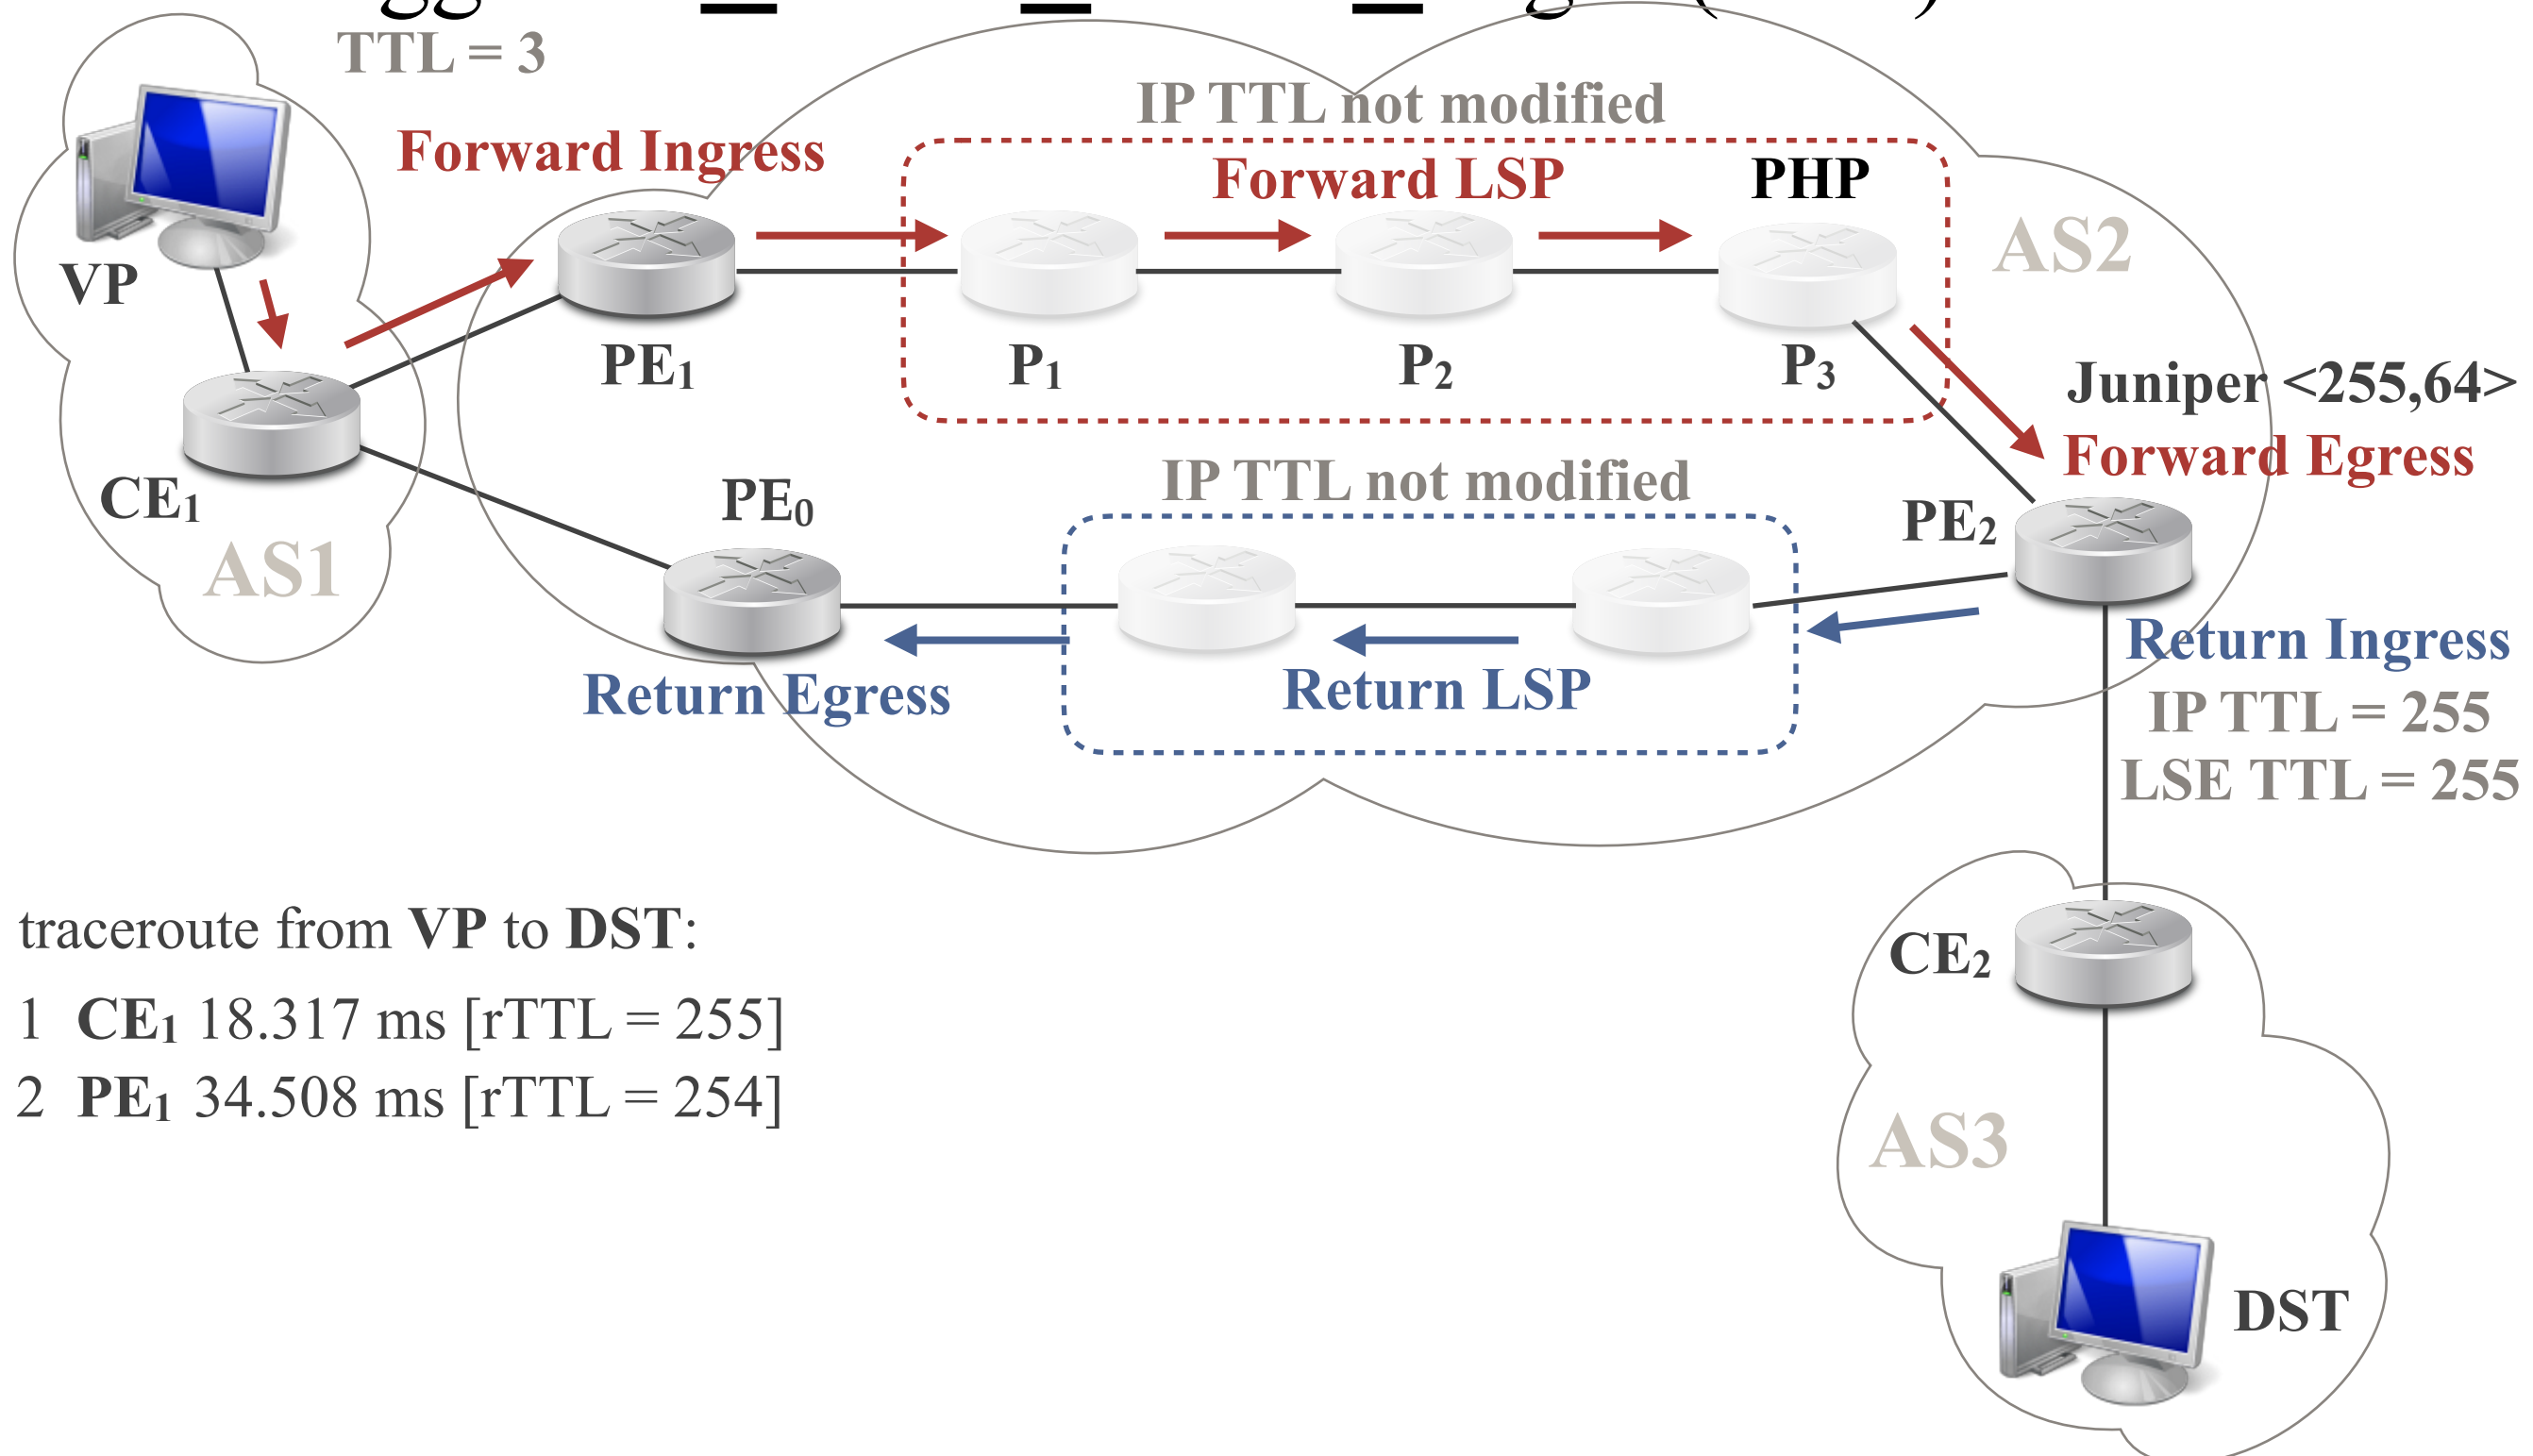 TTL = 3
IP TTL not modified
Forward Ingress
Forward LSP
PHP
AS2
VP
PE1
P1
P2
P3
Juniper <255,64>
Forward Egress
CE1
PE0
IP TTL not modified
PE2
AS1
Return Ingress
Return Egress
Return LSP
IP TTL = 255
LSE TTL = 255
traceroute from VP to DST:
CE2
1 CE1 18.317 ms [rTTL = 255]
2 PE1 34.508 ms [rTTL = 254]
AS3
DST